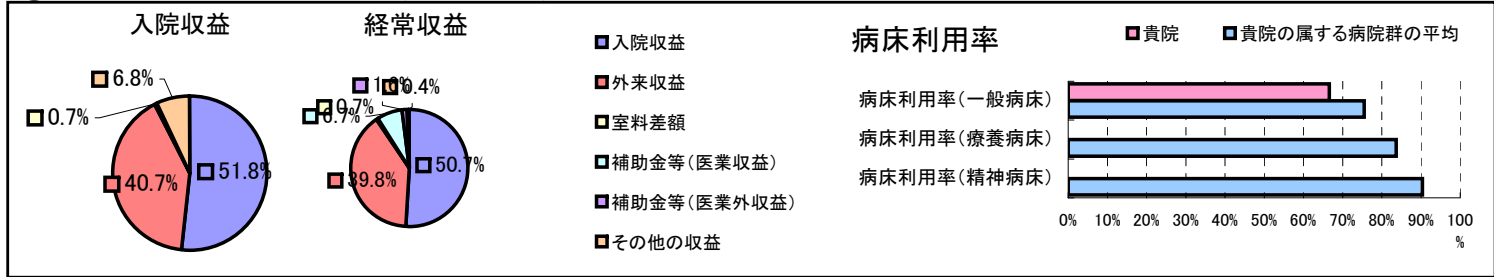 入院収益
6.8%
0.7%
40.7%
51.8%
経常収益
0.4%
0.7%
6.7%
39.8%
50.7%
入院収益
外来収益
室料差額
補助金等(医業収益)
補助金等(医業外収益)
その他の収益
病床利用率
貴院
貴院の属する病院群の平均
病床利用率(一般病床)
病床利用率(療養病床)
病床利用率(精神病床)
0% 10% 20% 30% 40% 50% 60% 70% 80% 90% 100
%